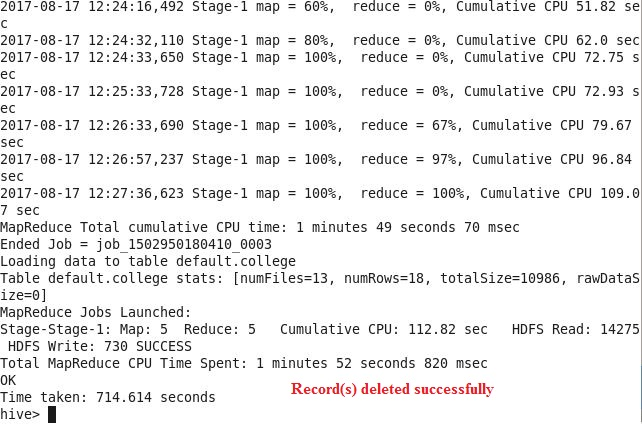 2017-08-17 12:24:16,492 Stage-1 map = 60%,  reduce = 0%, Cumulative CPU 51.82 se
c
2017-08-17 12:24:32,110 Stage-1 map = 80%,  reduce = 0%, Cumulative CPU 62.0 sec
2017-08-17 12:24:33,650 Stage-1 map = 100%,  reduce = 0%, Cumulative CPU 72.75 s
ec
2017-08-17 12:25:33,728 Stage-1 map = 100%,  reduce = 0%, Cumulative CPU 72.93 s
ec
2017-08-17 12:26:33,690 Stage-1 map = 100%,  reduce = 67%, Cumulative CPU 79.67
sec
2017-08-17 12:26:57,237 Stage-1 map = 100%,  reduce = 97%, Cumulative CPU 96.84
sec
2017-08-17 12:27:36,623 Stage-1 map = 100%,  reduce = 100%, Cumulative CPU 109.0
7 sec
MapReduce Total cumulative CPU time: 1 minutes 49 seconds 70 msec
Ended Job = job_1502950180410_0003
Loading data to table default.college
Table default.college stats: [numFiles=13, numRows=18, totalSize=10986, rawDataS
ize=0]
MapReduce Jobs Launched:
Stage-Stage-1: Map: 5  Reduce: 5   Cumulative CPU: 112.82 sec   HDFS Read: 14275
 HDFS Write: 730 SUCCESS
Total MapReduce CPU Time Spent: 1 minutes 52 seconds 820 msec
OK
Record(s) deleted successfully
Time taken: 714.614 seconds
hive>